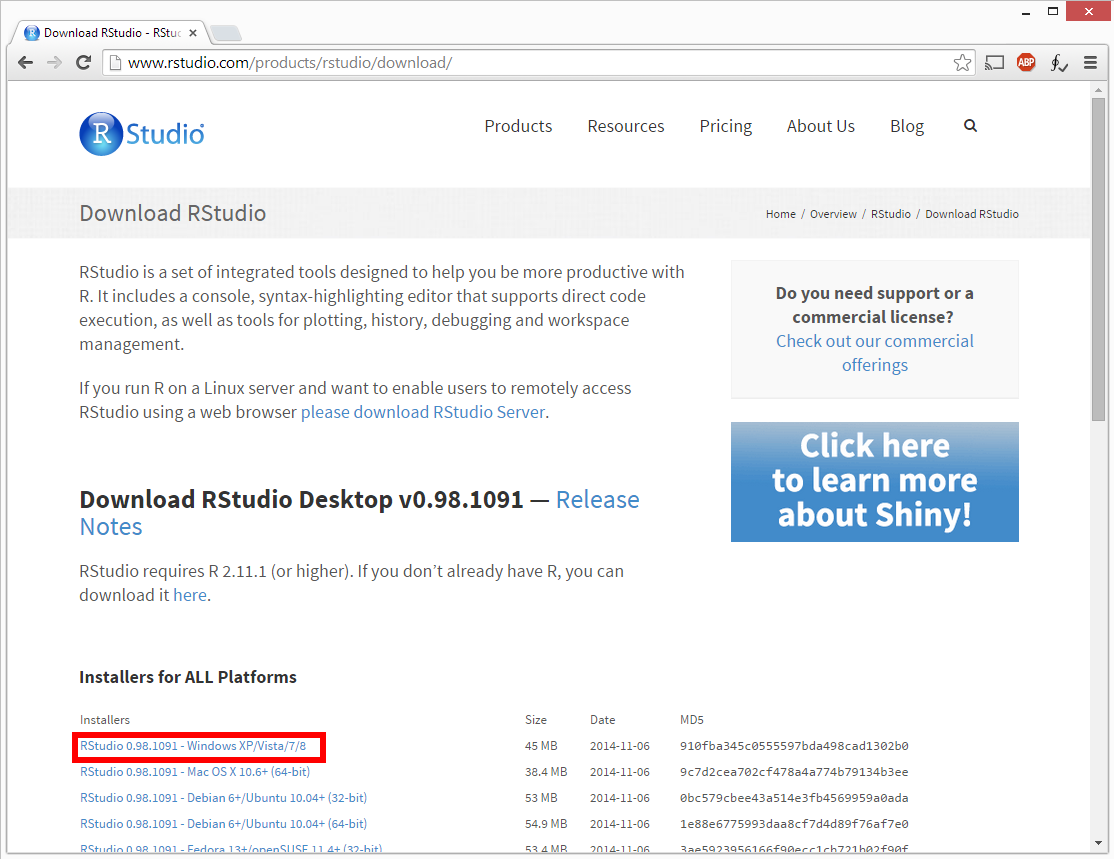 Download RStudio - RStud
www.rstudio.com/products/rstudio/download/
ABP
R Studio
Products Resources Pricing About Us Blog
Download RStudio
Home / Overview / RStudio / Download RStudio
RStudio is a set of integrated tools designed to help you be more productive with
R. It includes a console, syntax-highlighting editor that supports direct code
execution, as well as tools for plotting, history, debugging and workspace
management.
If you run R on a Linux server and want to enable users to remotely access
RStudio using a web browser please download RStudio Server.
Do you need support or a
commercial license?
Check out our commercial
offerings
Click here
to learn more
about Shiny!
Download RStudio Desktop v0.98.1091 — Release
Notes
RStudio requires R 2.11.1 (or higher). If you don’t already have R, you can
download it here.
Installers for ALL Platforms
Installers Size Date MD5
RStudio 0.98.1091 - Windows XP/Vista/7/8 45 MB 2014-11-06 910fba345c0555597bda498cad1302b0
RStudio 0.98.1091 - Mac OS X 10.6+ (64-bit) 38.4 MB 2014-11-06 9c7d2cea702cf478a4a774b79134b3ee
RStudio 0.98.1091 - Debian 6+/Ubuntu 10.04+ (32-bit) 53 MB 2014-11-06 0bc579cbee43a514e3fb4569959a0ada
RStudio 0.98.1091 - Debian 6+/Ubuntu 10.04+ (64-bit) 54.9 MB 2014-11-06 1e88e6775993daa8cf7d4d89f76af7e0
RStudio 0.98.1091 - Fedora 13+/openSUSE 11.4+ (32-bit) 53.4 MB 2014-11-06 3ae5923956166f90ecc1cb721b02f90f